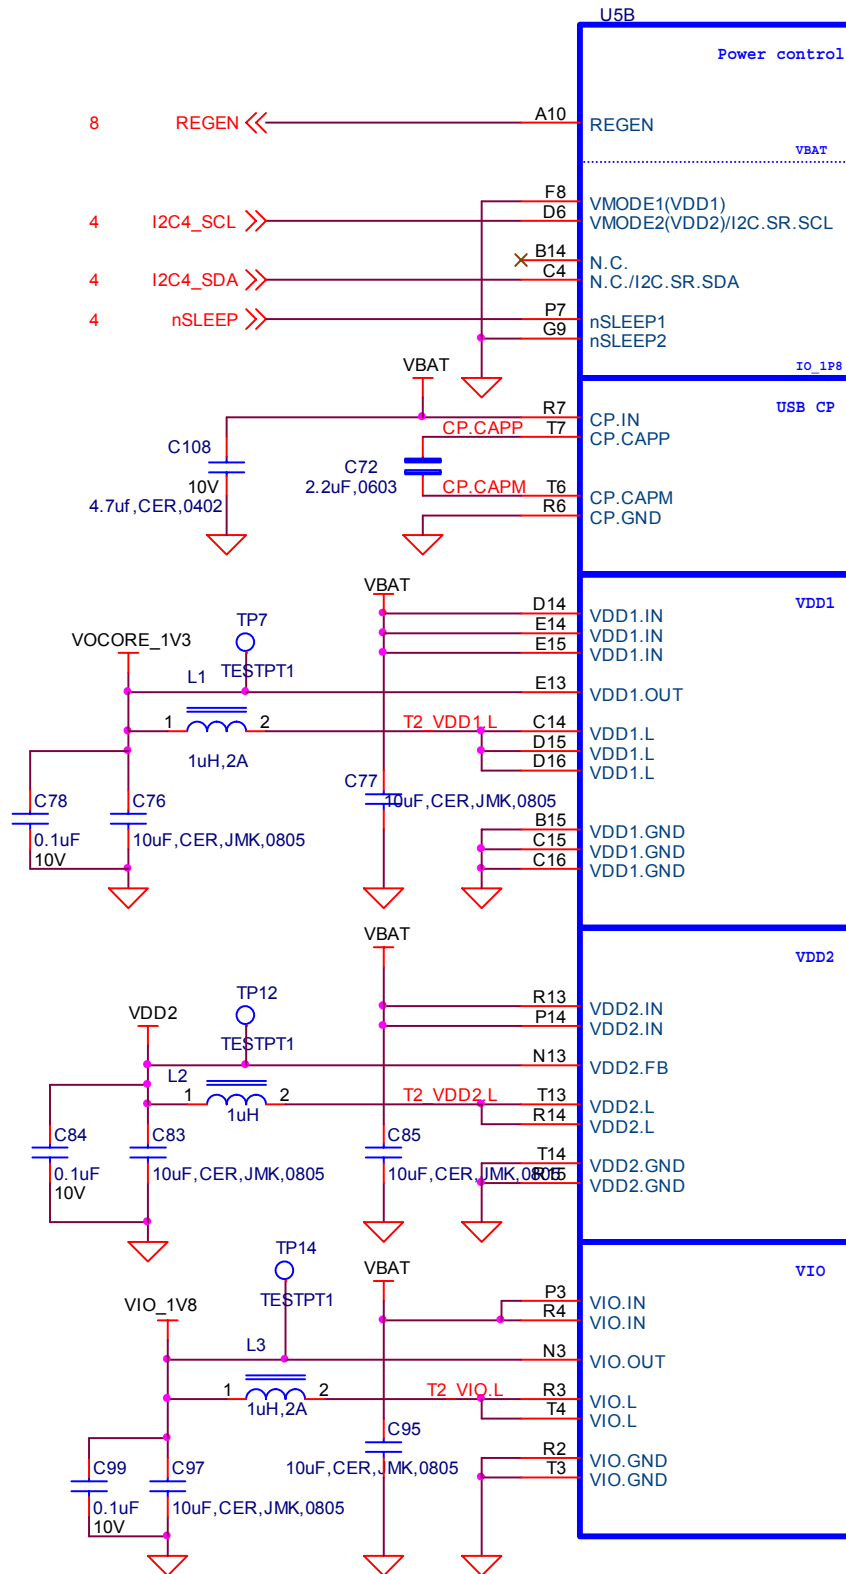 U5B
Power control
8 REGEN A10 REGEN
VBAT
F8 VMODE1(VDD1)
4 I2C4_SCL D6 VMODE2(VDD2)/I2C.SR.SCL
B14 N.C.
4 I2C4_SDA C4 N.C./I2C.SR.SDA
4 nSLEEP P7 nSLEEP1
G9 nSLEEP2
IO_1P8
VBAT
USB CP
R7 CP.IN
CP.CAPP T7 CP.CAPP
C108
C72
10V 2.2uF,0603
CP.CAPM T6 CP.CAPM
4.7uf,CER,0402
R6 CP.GND
VBAT
VDD1
D14 VDD1.IN
TP7 E14 VDD1.IN
VOCORE_1V3 E15 VDD1.IN
TESTPT1
L1 E13 VDD1.OUT
1 2 T2_VDD1.L C14 VDD1.L
D15 VDD1.L
1uH,2A D16 VDD1.L
C77
C78 C76 10uF,CER,JMK,0805
B15 VDD1.GND
0.1uF 10uF,CER,JMK,0805
C15 VDD1.GND
10V C16 VDD1.GND
VBAT
VDD2
TP12 R13 VDD2.IN
VDD2 P14 VDD2.IN
TESTPT1
N13 VDD2.FB
L2
1 2 T2_VDD2.L T13 VDD2.L
1uH R14 VDD2.L
C84 C83 C85
T14 VDD2.GND
0.1uF 10uF,CER,JMK,0805 10uF,CER,JMK,0805 R15 VDD2.GND
10V
TP14
VBAT
VIO
P3 VIO.IN
VIO_1V8 TESTPT1 R4 VIO.IN
L3 N3 VIO.OUT
1 2 T2_VIO.L R3 VIO.L
1uH,2A T4 VIO.L
C95
R2 VIO.GND
C99 C97 10uF,CER,JMK,0805
T3 VIO.GND
0.1uF 10uF,CER,JMK,0805
10V